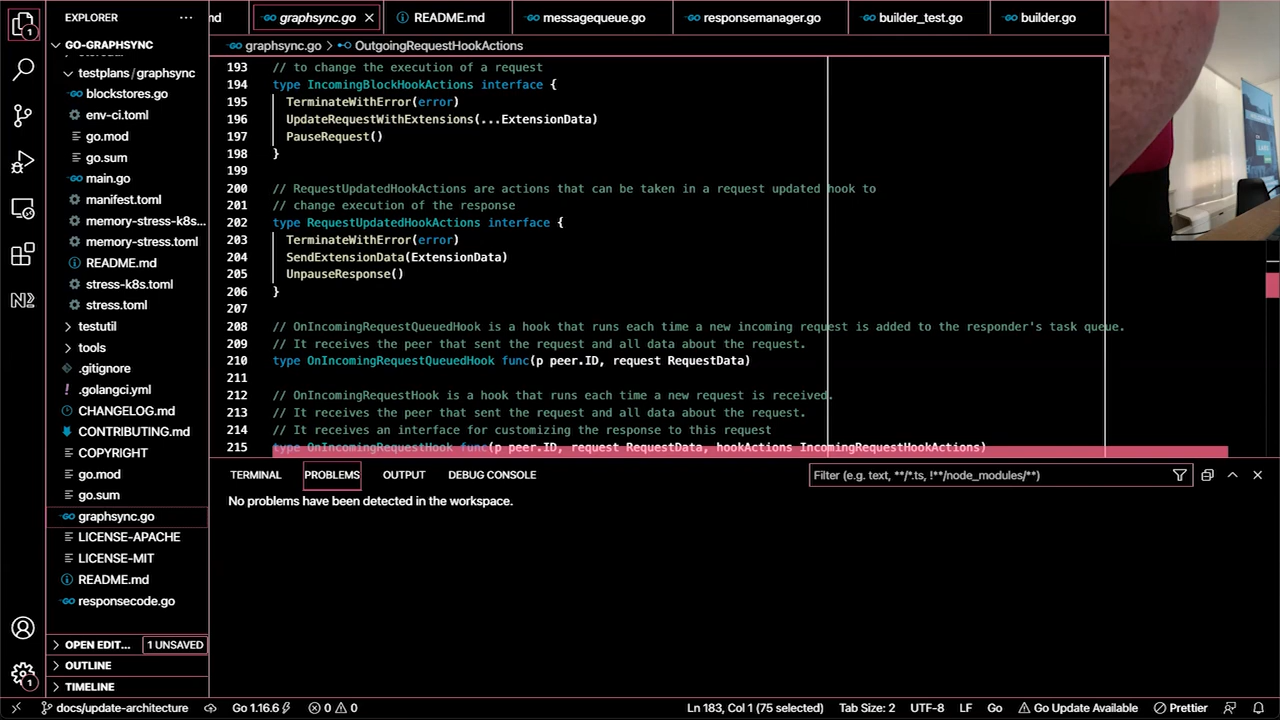 EXPLORER
nd
graphsync.go
README.md
messagequeue.go
responsemanager.go
builder_test.go
builder.go
1
GO-GRAPHSYNC
testplans / graphsync
blockstores.go
env-ci.toml
go.mod
go.sum
main.go
manifest.toml
memory-stress-k8s...
memory-stress.toml
README.md
stress-k8s.toml
stress.toml
testutil
tools
.gitignore
.golangci.yml
CHANGELOG.md
CONTRIBUTING.md
COPYRIGHT
go.mod
go.sum
graphsync.go
LICENSE-APACHE
LICENSE-MIT
README.md
responsecode.go
OPEN EDIT... 1 UNSAVED
OUTLINE
TIMELINE
graphsync.go > OutgoingRequestHookActions
193 // to change the execution of a request
194 type IncomingBlockHookActions interface {
195 TerminateWithError(error)
196 UpdateRequestWithExtensions(...ExtensionData)
197 PauseRequest()
198 }
199
200 // RequestUpdatedHookActions are actions that can be taken in a request updated hook to
201 // change execution of the response
202 type RequestUpdatedHookActions interface {
203 TerminateWithError(error)
204 SendExtensionData(ExtensionData)
205 UnpauseResponse()
206 }
207
208 // OnIncomingRequestQueuedHook is a hook that runs each time a new incoming request is added to the responder's task queue.
209 // It receives the peer that sent the request and all data about the request.
210 type OnIncomingRequestQueuedHook func(p peer.ID, request RequestData)
211
212 // OnIncomingRequestHook is a hook that runs each time a new request is received.
213 // It receives the peer that sent the request and all data about the request.
214 // It receives an interface for customizing the response to this request
215 type OnIncomingRequestHook func(p peer.ID, request RequestData, hookActions IncomingRequestHookActions)
TERMINAL PROBLEMS OUTPUT DEBUG CONSOLE
Filter (e.g. text, **/*.ts, !**/node_modules/**)
No problems have been detected in the workspace.
1
docs/update-architecture Go 1.16.6 0 0 Ln 183, Col 1 (75 selected) Tab Size: 2 UTF-8 LF Go Go Update Available Prettier